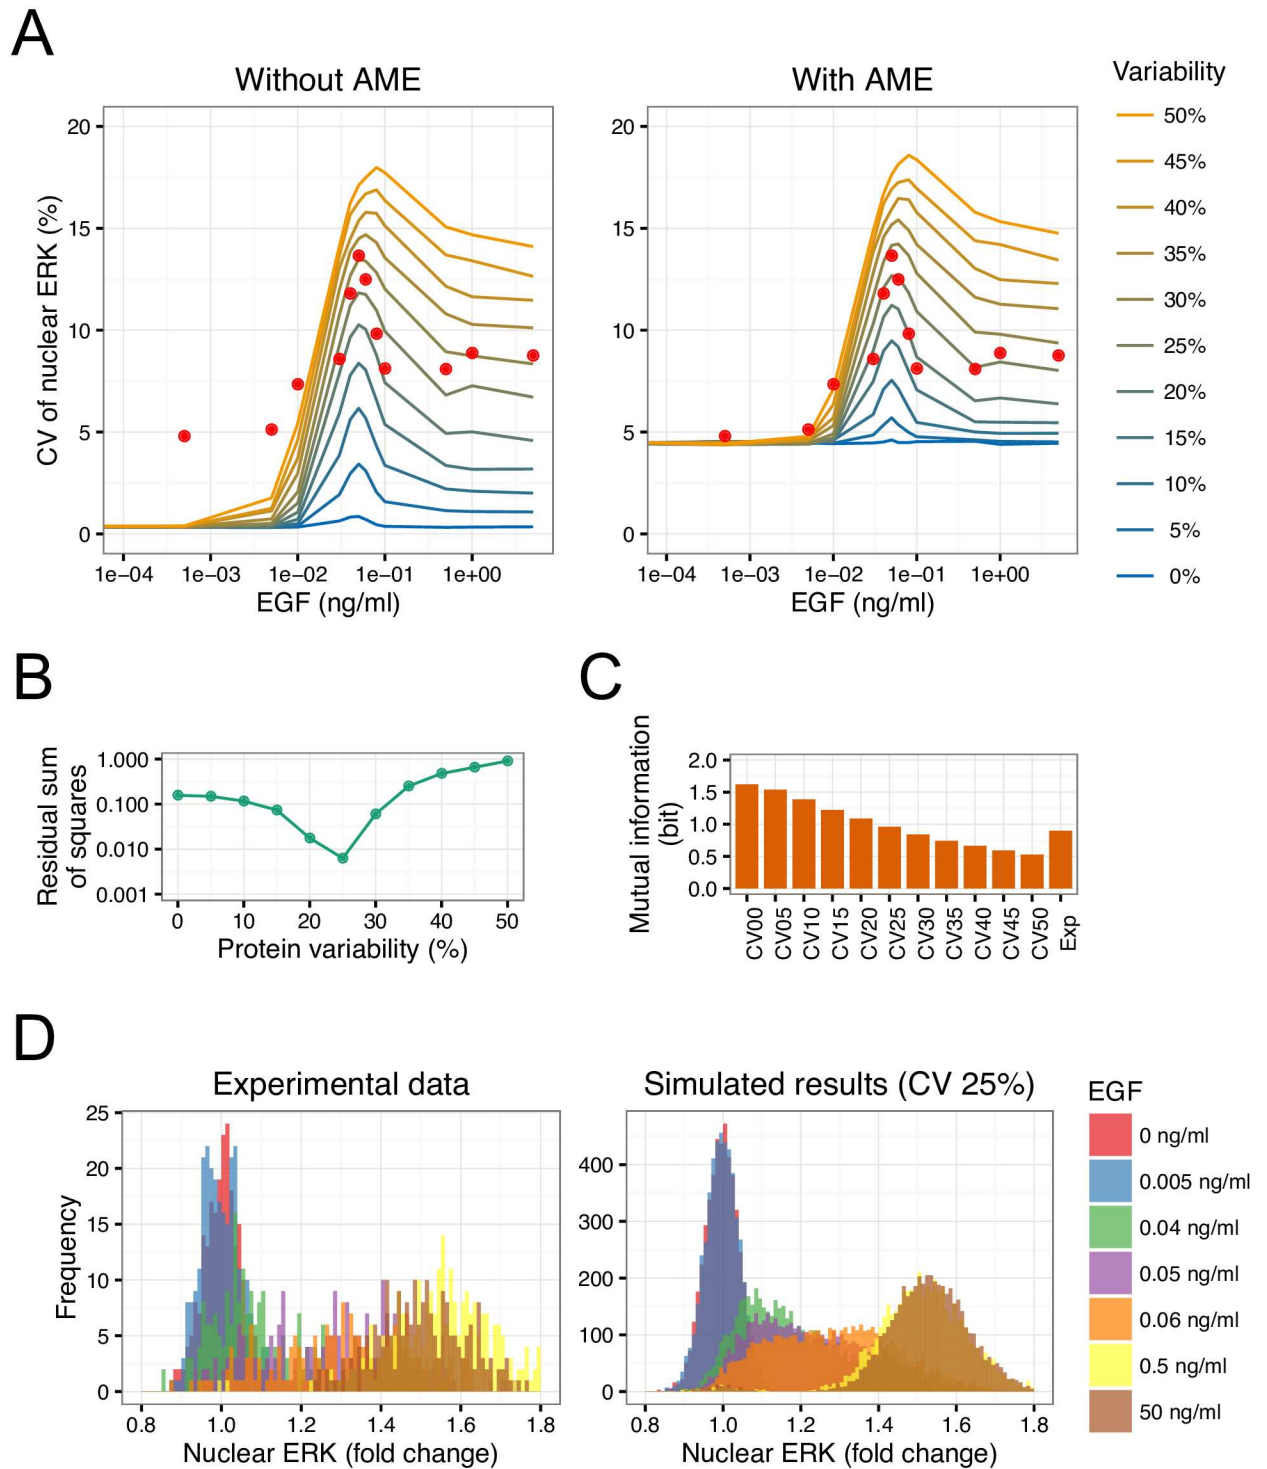 A
Without AME
With AME
Variability
CV of nuclear ERK (%)
20
15
10
5
0
1e−04
1e−03
1e−02
1e−01
1e+00
EGF (ng/ml)
20
15
10
5
0
1e−04
1e−03
1e−02
1e−01
1e+00
EGF (ng/ml)
50%
45%
40%
35%
30%
25%
20%
15%
10%
5%
0%
B
Residual sum
of squares
1.000
0.100
0.010
0.001
0
10
20
30
40
50
Protein variability (%)
C
Mutual information
(bit)
2.0
1.5
1.0
0.5
0.0
CV00
CV05
CV10
CV15
CV20
CV25
CV30
CV35
CV40
CV45
CV50
Exp
D
Experimental data
Frequency
25
20
15
10
5
0
0.8
1.0
1.2
1.4
1.6
1.8
Nuclear ERK (fold change)
Simulated results (CV 25%)
400
300
200
100
0
0.8
1.0
1.2
1.4
1.6
1.8
Nuclear ERK (fold change)
EGF
0 ng/ml
0.005 ng/ml
0.04 ng/ml
0.05 ng/ml
0.06 ng/ml
0.5 ng/ml
50 ng/ml